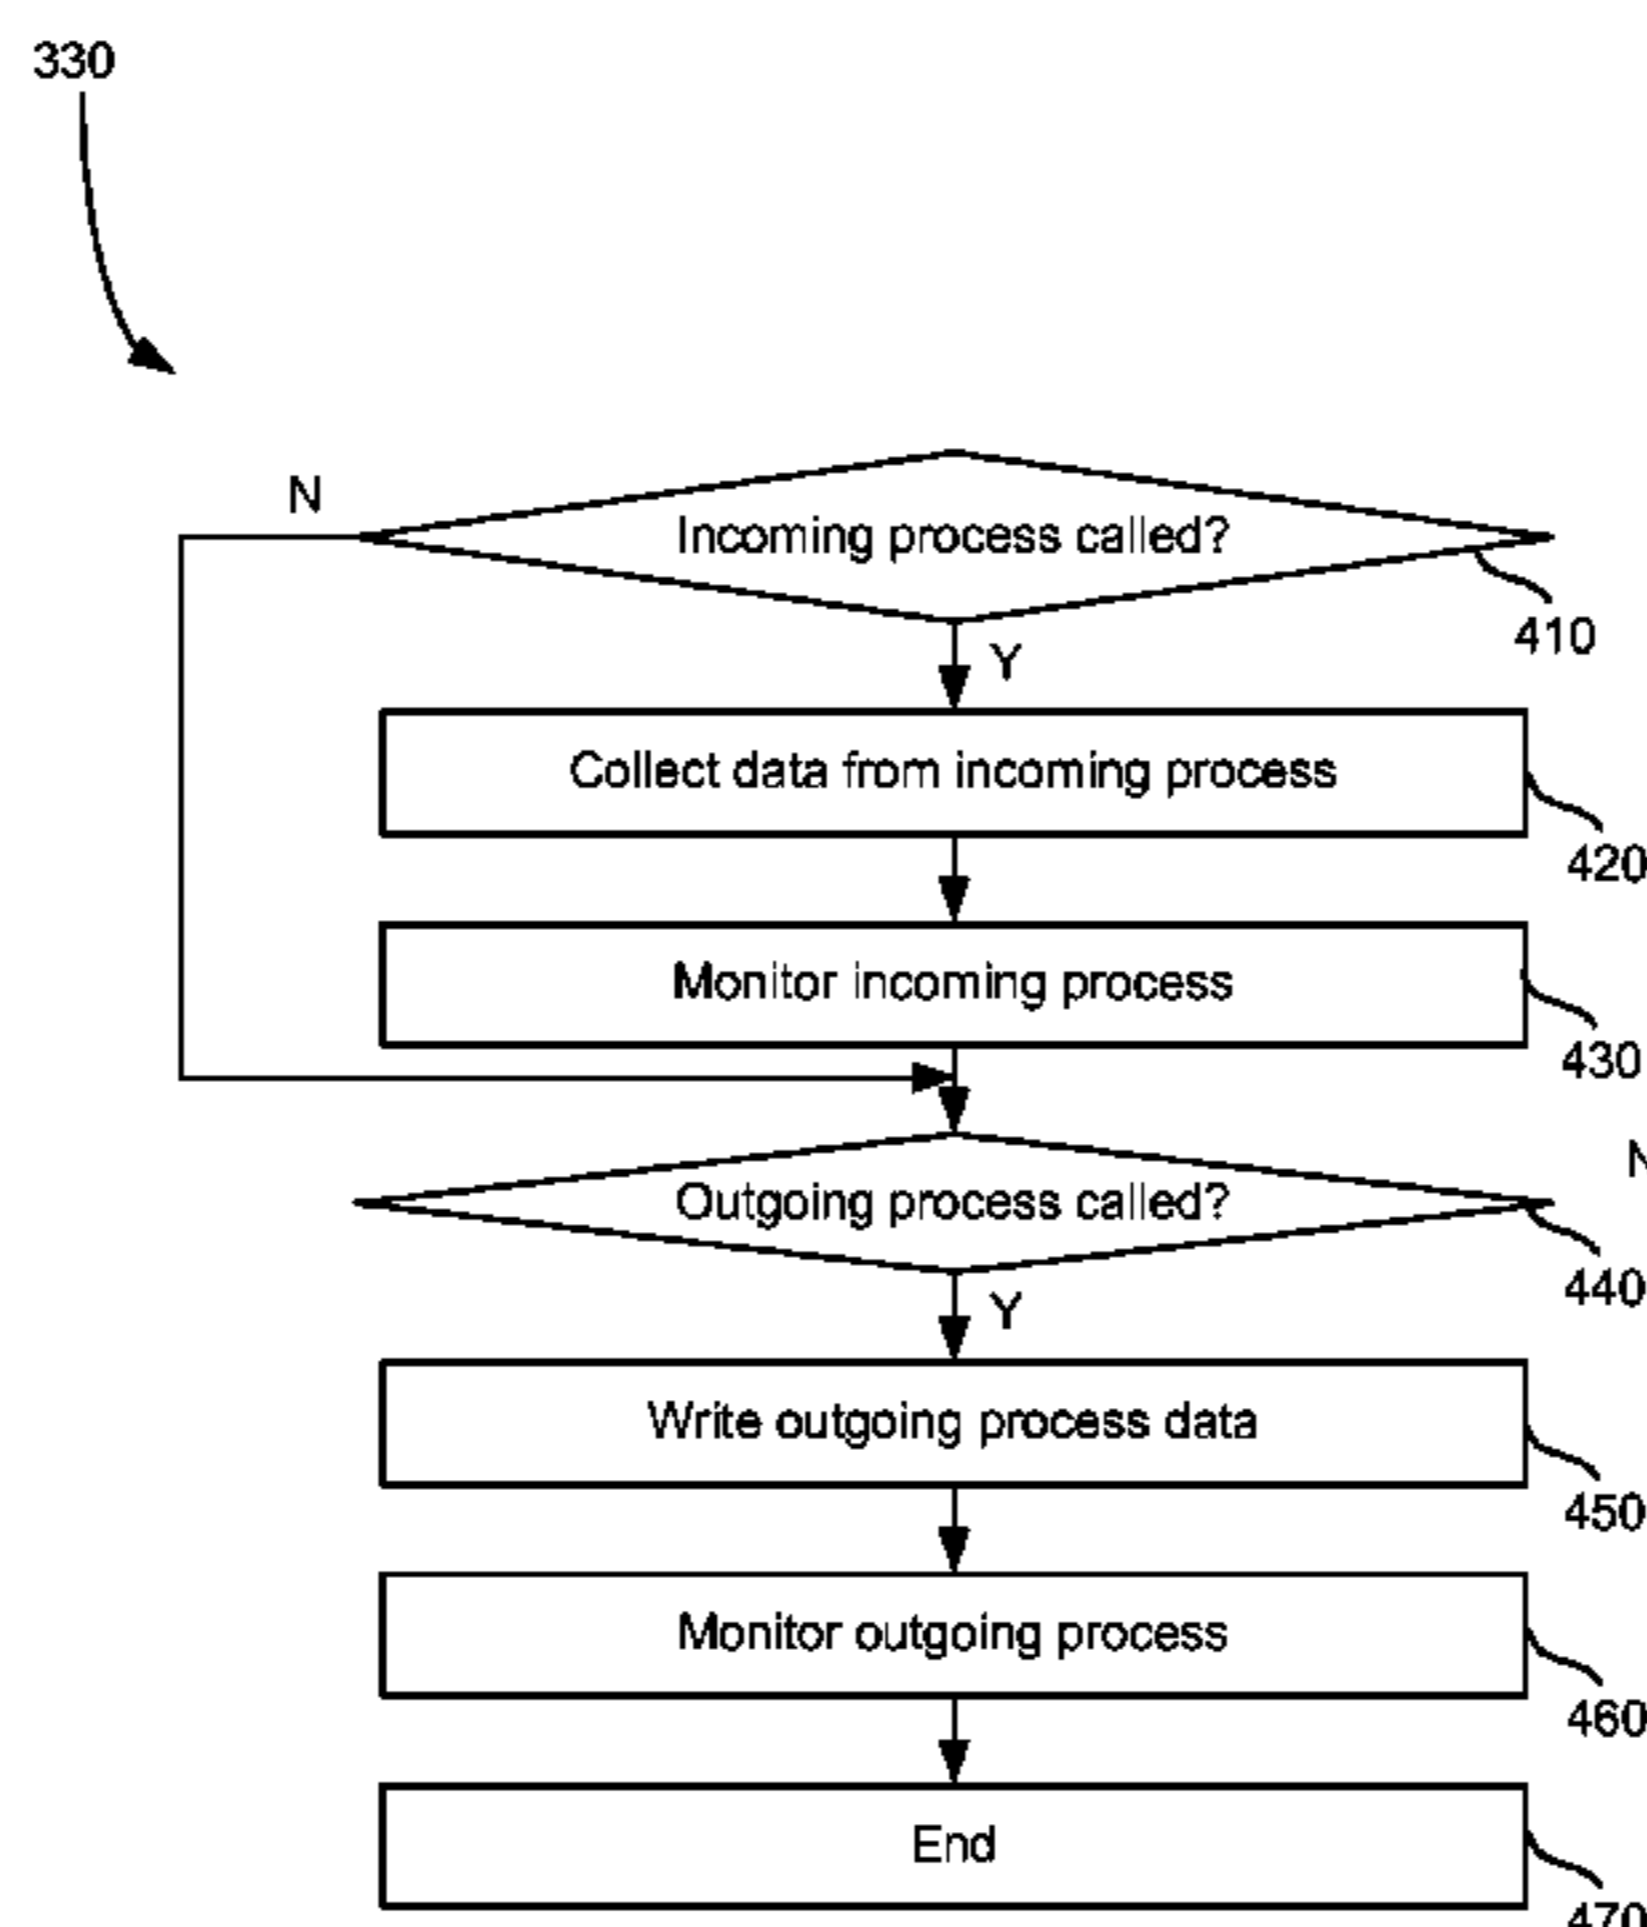 330
N
Incoming process called?
410
Y
Collect data from incoming process
420
Monitor incoming process
430
N
Outgoing process called?
440
Y
Write outgoing process data
450
Monitor outgoing process
460
End
470